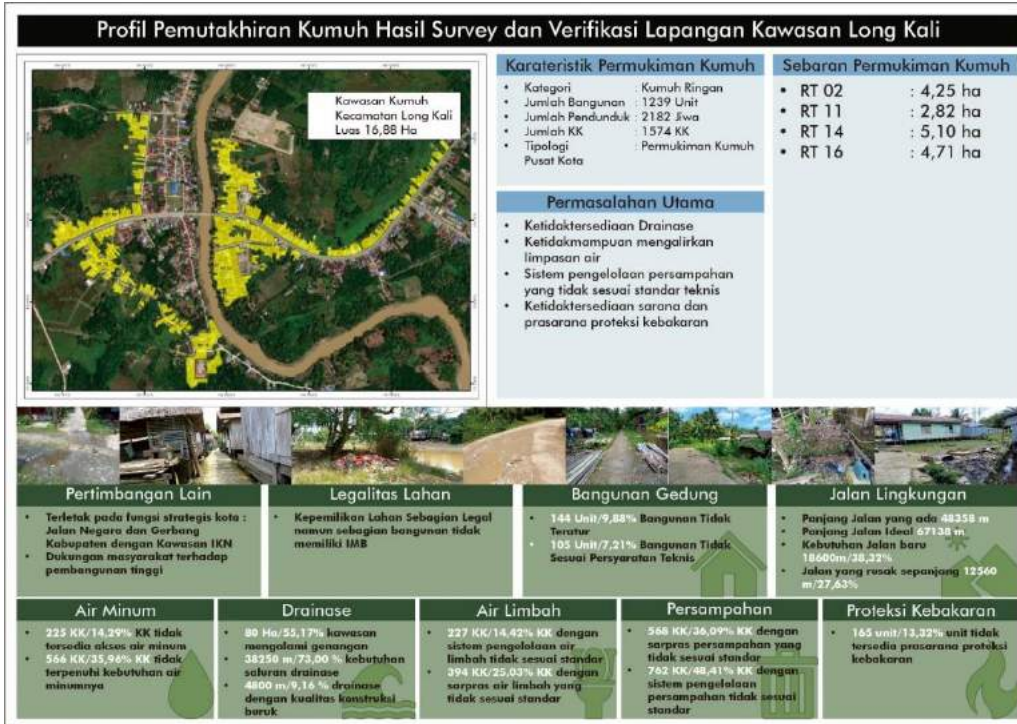 Profil Pemutakhiran Kumuh Hasil Survey dan Verifikasi Lapangan Kawasan Long Kali
Kawasan Kumuh
Kecamatan Long Kali
Luas 16,88 Ha
Karateristik Permukiman Kumuh
• Kategori : Kumuh Ringan
• Jumlah Bangunan : 1239 Unit
• Jumlah Pendunduk : 2182 Jiwa
• Jumlah KK : 1574 KK
• Tipologi : Permukiman Kumuh
Pusat Kota
Sebaran Permukiman Kumuh
• RT 02 : 4,25 ha
• RT 11 : 2,82 ha
• RT 14 : 5,10 ha
• RT 16 : 4,71 ha
Permasalahan Utama
• Ketidaktersediaan Drainase
• Ketidakmampuan mengalirkan
limpasan air
• Sistem pengelolaan persampahan
yang tidak sesuai standar teknis
• Ketidaktersediaan sarana dan
prasarana proteksi kebakaran
Pertimbangan Lain
• Terletak pada fungsi strategis kota :
Jalan Negara dan Gerbang
Kabupaten dengan Kawasan IKN
• Dukungan masyarakat terhadap
pembangunan tinggi
Legalitas Lahan
• Kepemilikan Lahan Sebagian Legal
namun sebagian bangunan tidak
memiliki IMB
Bangunan Gedung
• 144 Unit/9,88% Bangunan Tidak
Teratur
• 105 Unit/7,21% Bangunan Tidak
Sesuai Persyaratan Teknis
Jalan Lingkungan
• Panjang Jalan yang ada 48358 m
• Panjang Jalan Ideal 67138 m
• Kebutuhan Jalan baru
18600m/38,32%
• Jalan yang rusak sepanjang 12560
m/27,63%
Air Minum
• 225 KK/14,29% KK tidak
tersedia akses air minum
• 566 KK/35,96% KK tidak
terpenuhi kebutuhan air
minumnya
Drainase
• 80 Ha/55,17% kawasan
mengalami genangan
• 38250 m/73,00 % kebutuhan
saluran drainase
• 4800 m/9,16 % drainase
dengan kualitas konstruksi
buruk
Air Limbah
• 227 KK/14,42% KK dengan
sistem pengelolaan air
limbah tidak sesuai standar
• 394 KK/25,03% KK dengan
sarpras air limbah yang
tidak sesuai standar
Persampahan
• 568 KK/36,09% KK dengan
sarpras persampahan yang
tidak sesuai standar
• 762 KK/48,41% KK dengan
sistem pengelolaan
persampahan tidak sesuai
standar
Proteksi Kebakaran
• 165 unit/13,32% unit tidak
tersedia prasarana proteksi
kebakaran